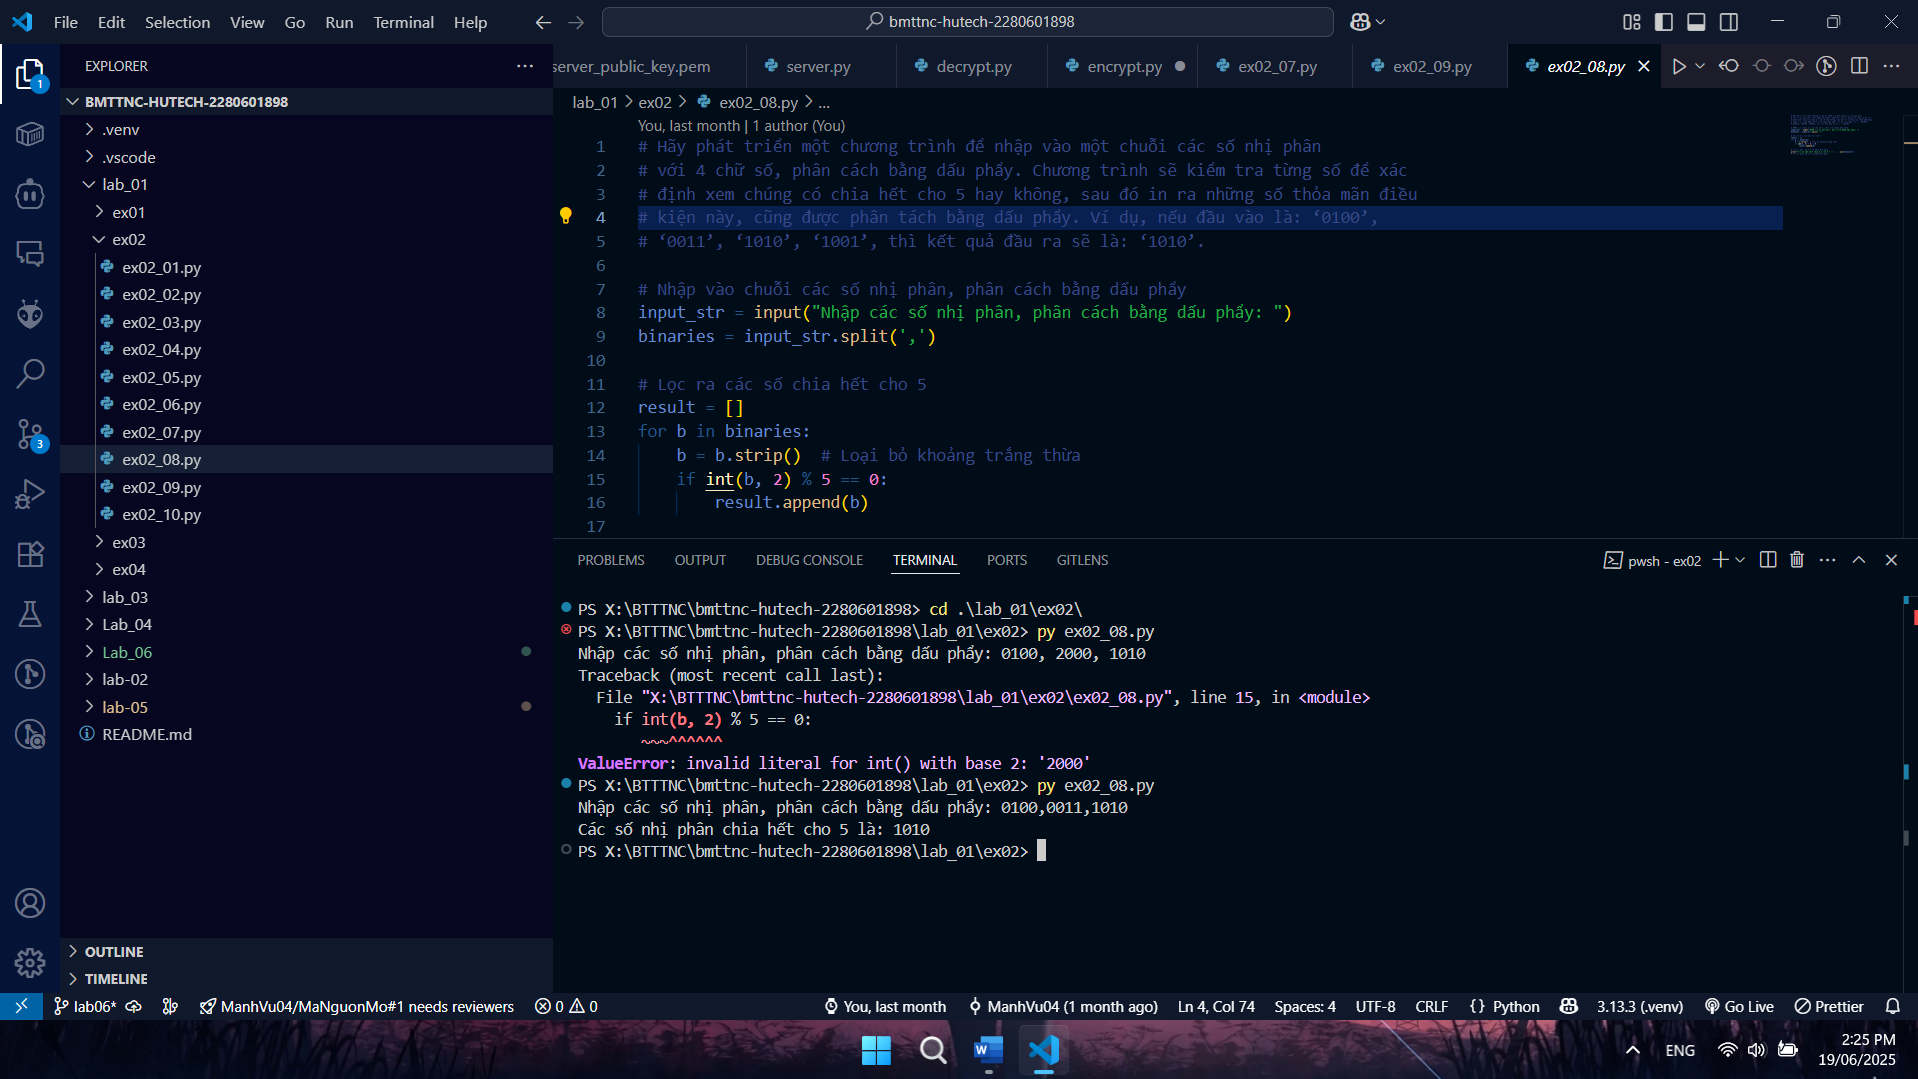 File Edit Selection View Go Run Terminal Help
bmttnc-hutech-2280601898
EXPLORER
server_public_key.pem server.py decrypt.py encrypt.py ex02_07.py ex02_09.py ex02_08.py
1
BMTTNC-HUTECH-2280601898
.venv
.vscode
lab_01
ex01
ex02
ex02_01.py
ex02_02.py
ex02_03.py
ex02_04.py
ex02_05.py
ex02_06.py
ex02_07.py
ex02_08.py
ex02_09.py
ex02_10.py
ex03
ex04
lab_03
Lab_04
Lab_06
lab-02
lab-05
README.md
3
OUTLINE
TIMELINE
lab_01 > ex02 > ex02_08.py > ...
You, last month | 1 author (You)
1 # Hãy phát triển một chương trình để nhập vào một chuỗi các số nhị phân
2 # với 4 chữ số, phân cách bằng dấu phẩy. Chương trình sẽ kiểm tra từng số để xác
3 # định xem chúng có chia hết cho 5 hay không, sau đó in ra những số thỏa mãn điều
4 # kiện này, cũng được phân tách bằng dấu phẩy. Ví dụ, nếu đầu vào là: ‘0100’,
5 # ‘0011’, ‘1010’, ‘1001’, thì kết quả đầu ra sẽ là: ‘1010’.
6
7 # Nhập vào chuỗi các số nhị phân, phân cách bằng dấu phẩy
8 input_str = input("Nhập các số nhị phân, phân cách bằng dấu phẩy: ")
9 binaries = input_str.split(',')
10
11 # Lọc ra các số chia hết cho 5
12 result = []
13 for b in binaries:
14 b = b.strip() # Loại bỏ khoảng trắng thừa
15 if int(b, 2) % 5 == 0:
16 result.append(b)
17
PROBLEMS OUTPUT DEBUG CONSOLE TERMINAL PORTS GITLENS
pwsh - ex02
PS X:\BTTTNC\bmttnc-hutech-2280601898> cd .\lab_01\ex02\
PS X:\BTTTNC\bmttnc-hutech-2280601898\lab_01\ex02> py ex02_08.py
Nhập các số nhị phân, phân cách bằng dấu phẩy: 0100, 2000, 1010
Traceback (most recent call last):
File "X:\BTTTNC\bmttnc-hutech-2280601898\lab_01\ex02\ex02_08.py", line 15, in <module>
if int(b, 2) % 5 == 0:
~~~^^^^^^
ValueError: invalid literal for int() with base 2: '2000'
PS X:\BTTTNC\bmttnc-hutech-2280601898\lab_01\ex02> py ex02_08.py
Nhập các số nhị phân, phân cách bằng dấu phẩy: 0100,0011,1010
Các số nhị phân chia hết cho 5 là: 1010
PS X:\BTTTNC\bmttnc-hutech-2280601898\lab_01\ex02>
lab06* ManhVu04/MaNguonMo#1 needs reviewers 0 0 You, last month ManhVu04 (1 month ago) Ln 4, Col 74 Spaces: 4 UTF-8 CRLF {} Python 3.13.3 (.venv) Go Live Prettier
ENG
2:25 PM
19/06/2025